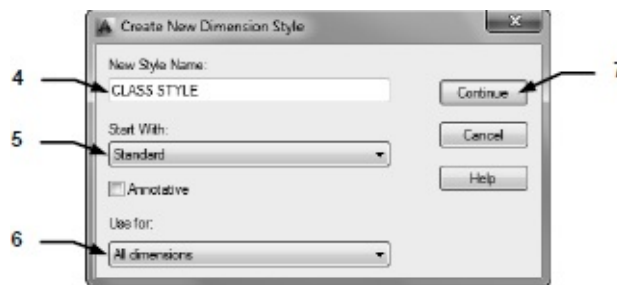 Create New Dimension Style
New Style Name:
4
CLASS STYLE
Continue
7
Start With:
5
Standard
Cancel
Annotative
Help
Use for:
6
All dimensions